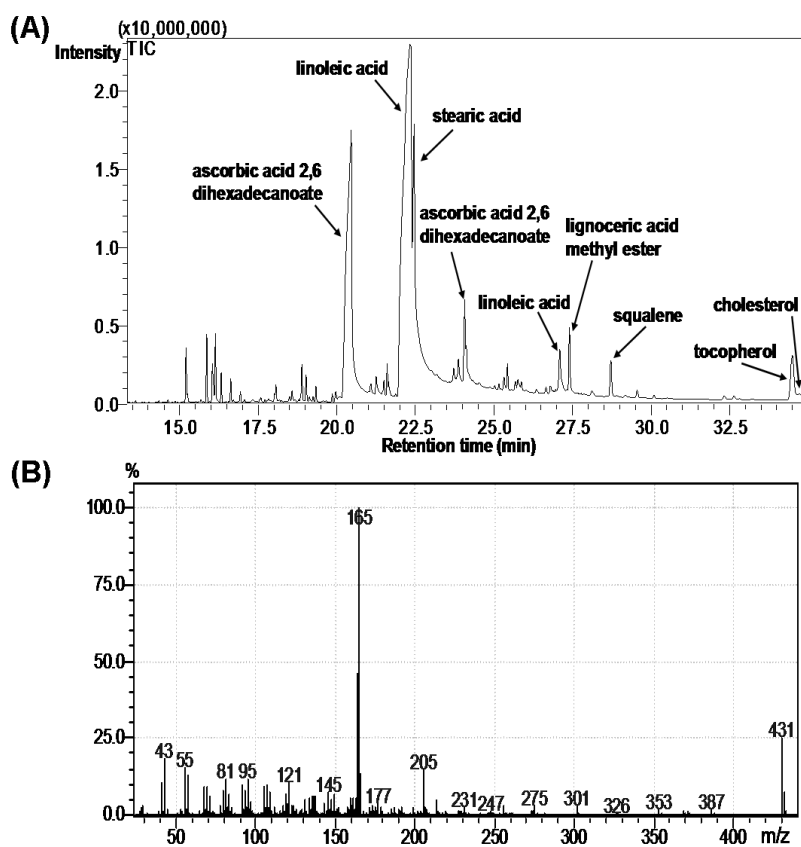 (A)
(x10,000,000)
Intensity
TIC
linoleic acid
2.0
stearic acid
1.5
ascorbic acid 2,6
dihexadecanoate
ascorbic acid 2,6
dihexadecanoate
lignoceric acid
methyl ester
1.0
linoleic acid
squalene
cholesterol
tocopherol
0.5
0.0
15.0 17.5 20.0 22.5 25.0 27.5 30.0 32.5
Retention time (min)
(B)
%
100.0
165
75.0
50.0
25.0
431
43
55
81
95
121
145
177
205
231
247
275
301
326
353
387
0.0
50 100 150 200 250 300 350 400 m/z